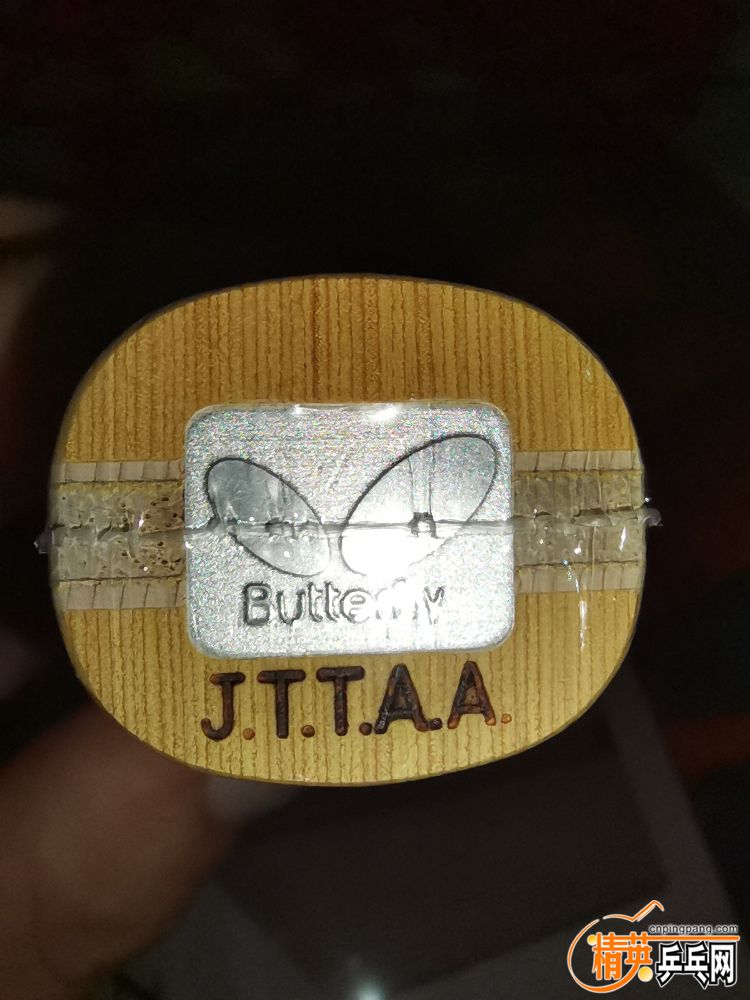 Butterfly
J.T.T.A.A.
cnpingpang.com
精英乒乓网